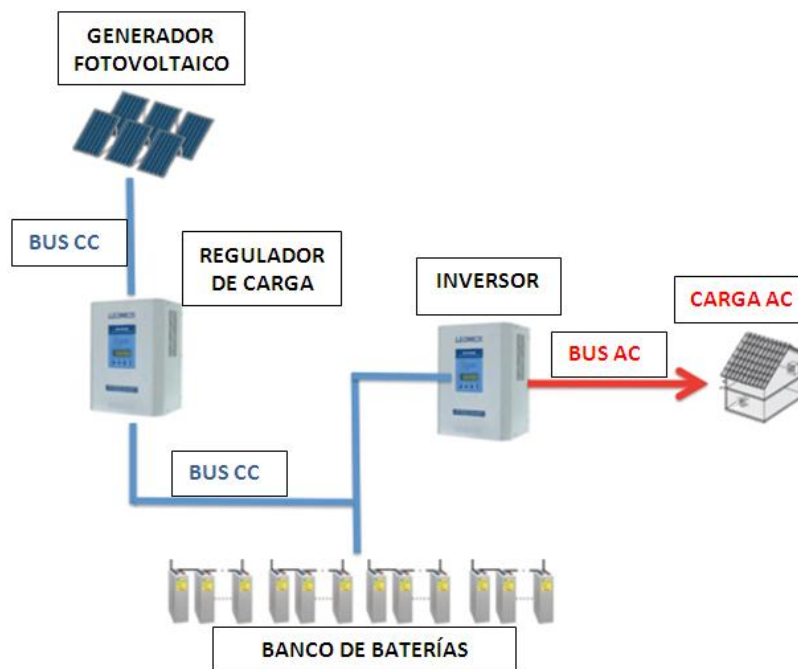 GENERADOR
FOTOVOLTAICO
BUS CC
REGULADOR
DE CARGA
INVERSOR
CARGA AC
BUS AC
BUS CC
BANCO DE BATERÍAS